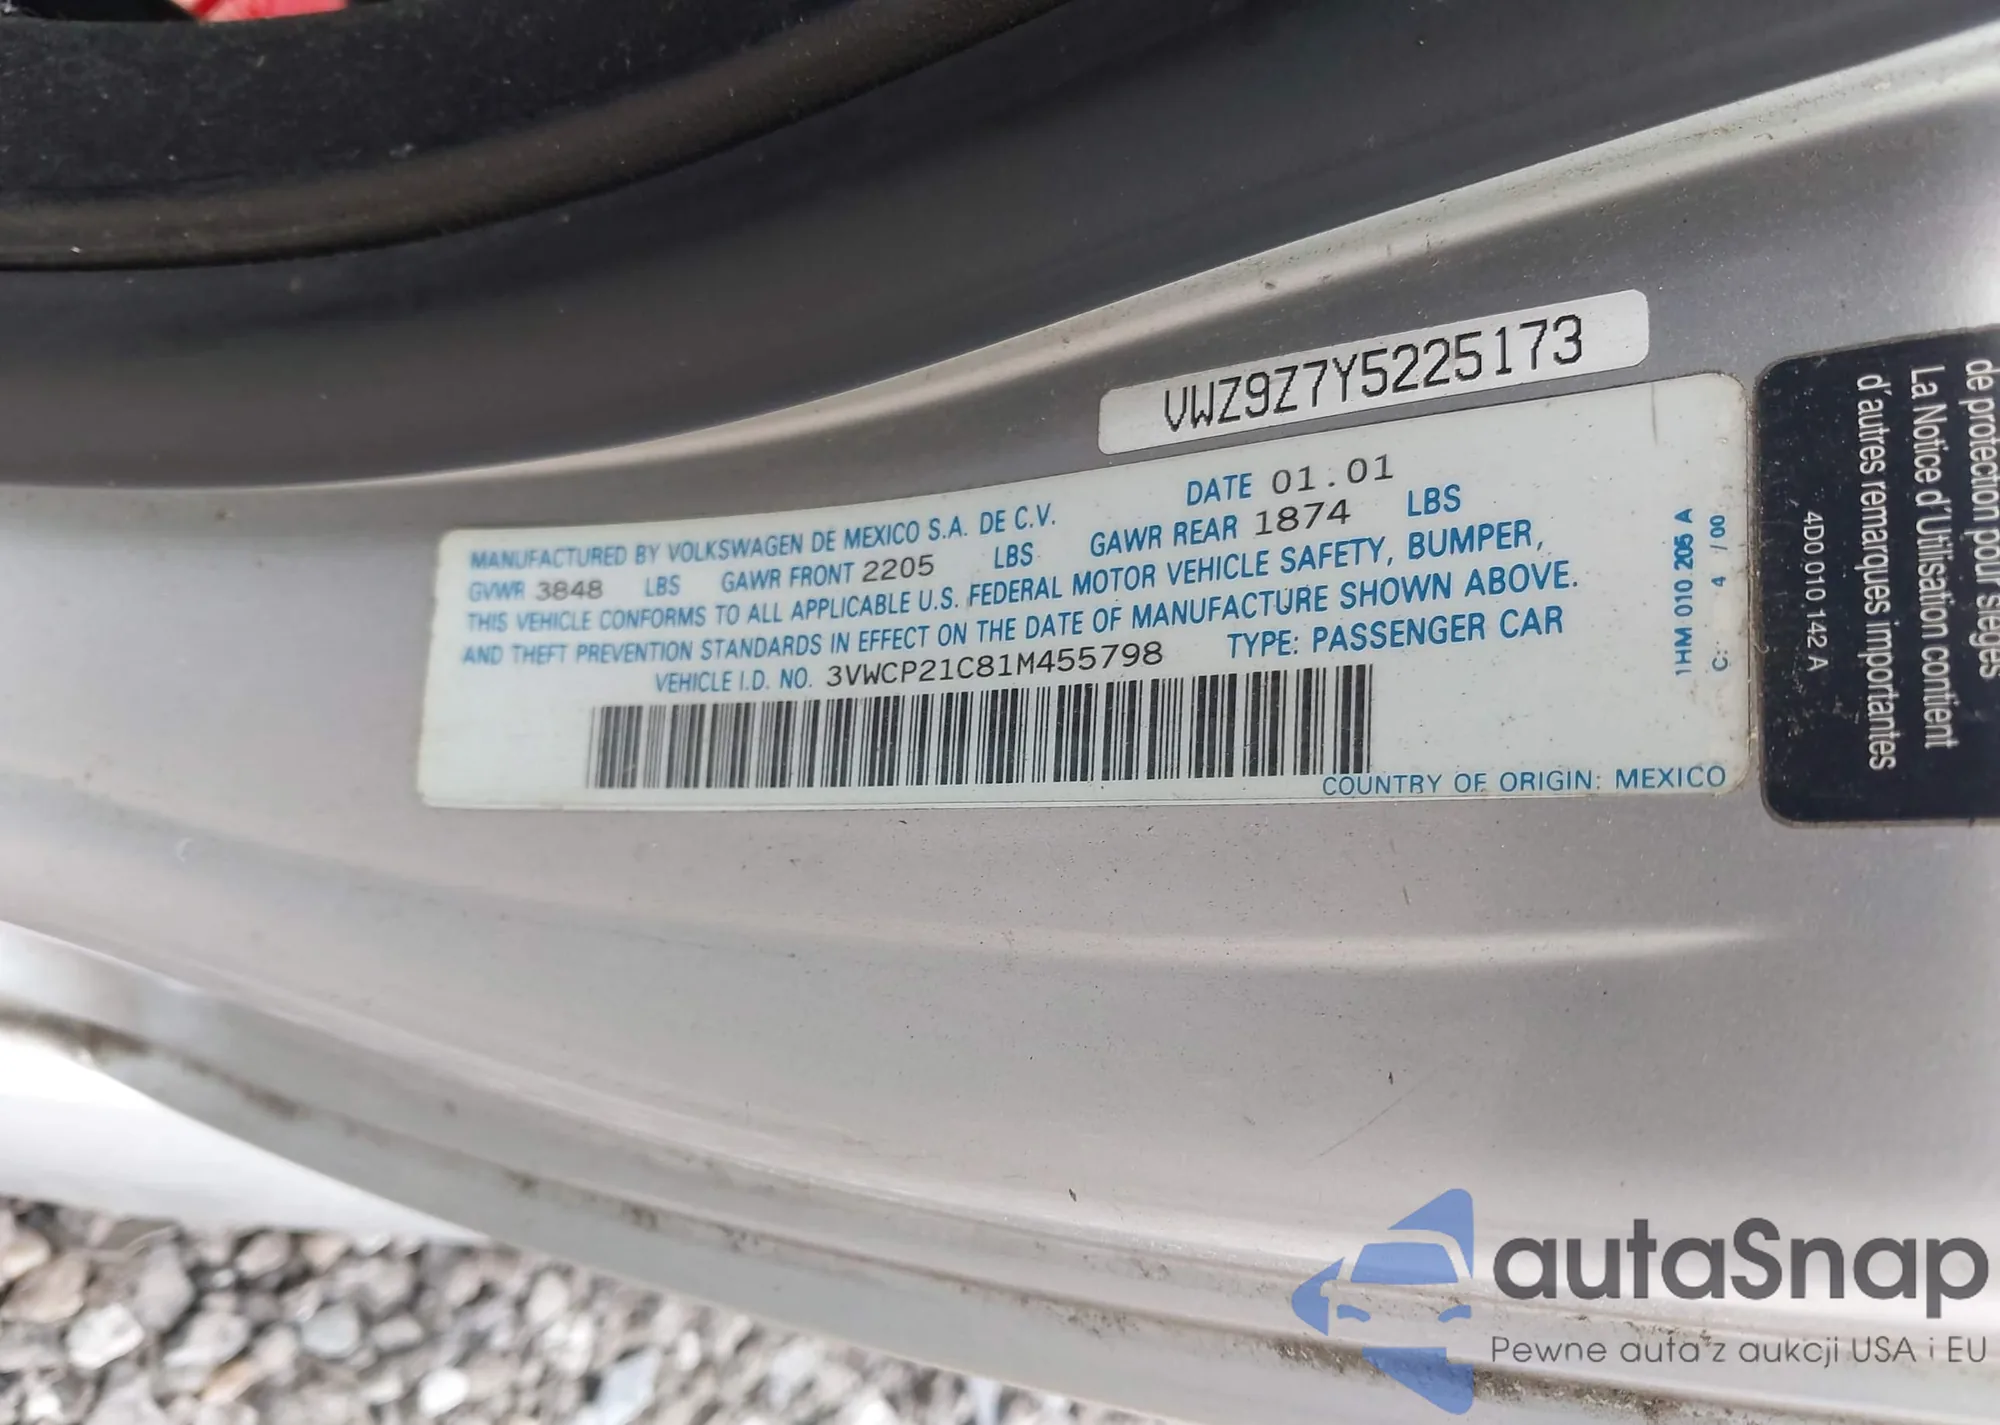 VWZ9Z7Y5225173
MANUFACTURED BY VOLKSWAGEN DE MEXICO S.A. DE C.V. DATE 01.01
GVWR 3848 LBS GAWR FRONT 2205 LBS GAWR REAR 1874 LBS
THIS VEHICLE CONFORMS TO ALL APPLICABLE U.S. FEDERAL MOTOR VEHICLE SAFETY, BUMPER,
AND THEFT PREVENTION STANDARDS IN EFFECT ON THE DATE OF MANUFACTURE SHOWN ABOVE.
VEHICLE I.D. NO. 3VWCP21C81M455798 TYPE: PASSENGER CAR
COUNTRY OF ORIGIN: MEXICO
1HM 010 205 A
C: 4 / 00
de protection pour sièges
La Notice d'Utilisation contient
d'autres remarques importantes
4D0 010 142 A
autaSnap
Pewne auta z aukcji USA i EU